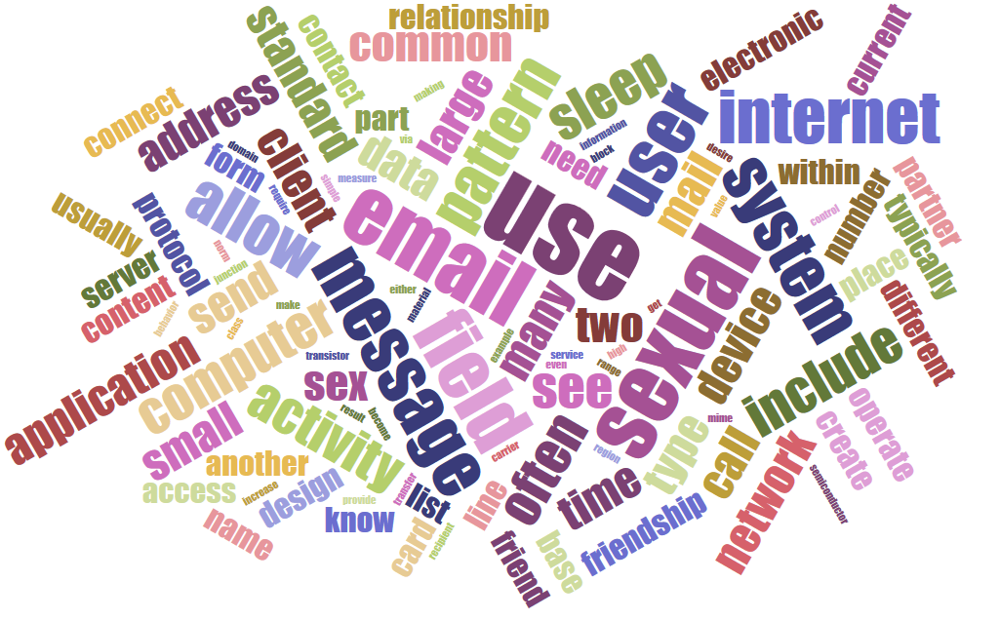 relationship
common
standard
contact
electronic
current
connect
address
making
large
pattern
sleep
user
internet
part
via
data
client
domain
form
information
block
need
desire
mail
within
system
partner
typically
number
value
control
usually
protocol
allow
require
simple
measure
email
use
place
different
server
content
norm
junction
send
behavior
class
make
either
material
message
field
many
example
two
get
sexual
device
include
application
computer
transistor
sex
see
service
even
range
high
small
activity
result
become
another
access
increase
design
provide
know
transfer
list
carrier
line
often
region
type
mime
call
time
network
operate
create
semiconductor
name
card
recipient
friend
base
friendship